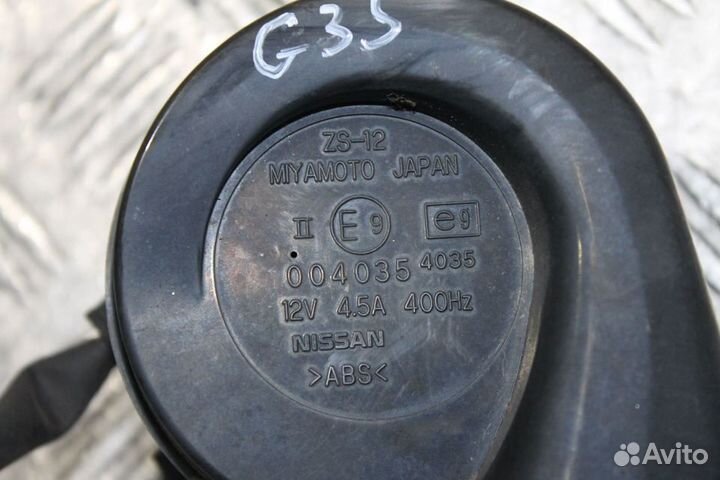 G35
ZS-12
MIYAMOTO JAPAN
II E9 e9
004035 4035
12V 4.5A 400Hz
NISSAN
>ABS<
Avito